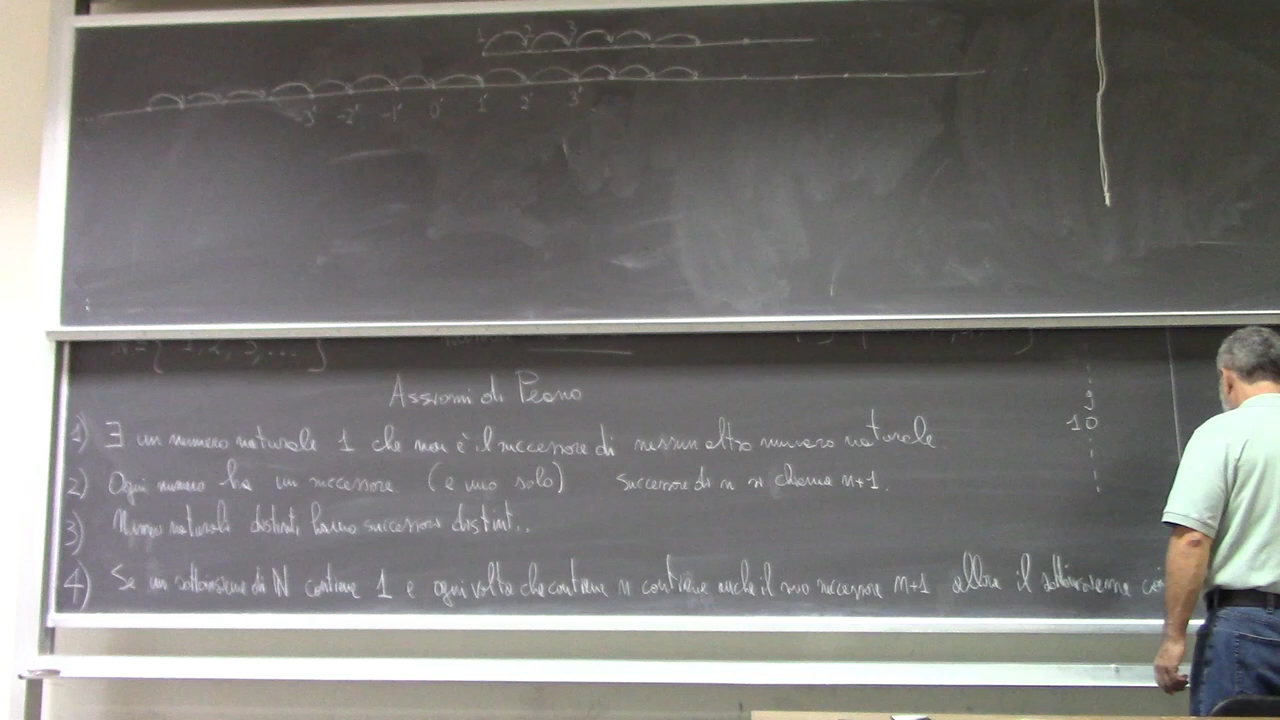 1 2 3
-3' -2' -1' 0' 1' 2' 3'
N = { 1, 2, 3, ... }
Assiomi di Peano
9
10
1) ∃ un numero naturale 1 che non è il successore di nessun altro numero naturale
2) Ogni numero ha un successore (e uno solo) Successore di n si chiama n+1.
3) Numeri naturali distinti hanno successori distinti.
4) Se un sottoinsieme di N contiene 1 e ogni volta che contiene n contiene anche il suo successore n+1 allora il sottoinsieme